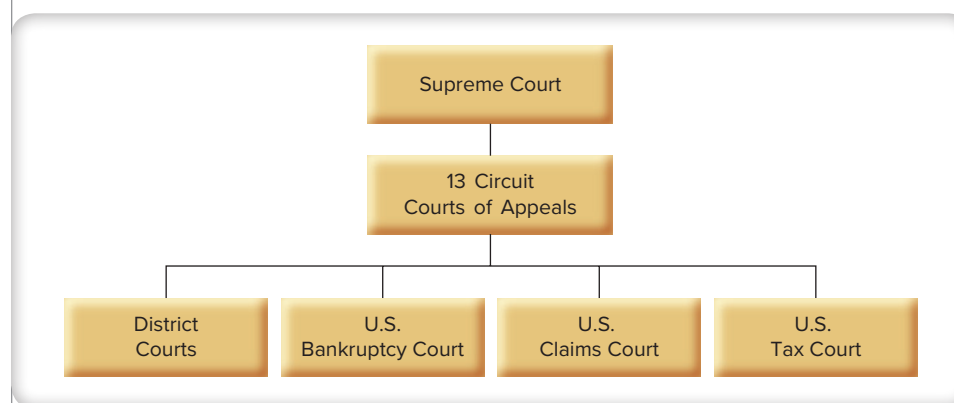 Supreme Court
13 Circuit
Courts of Appeals
District
Courts
U.S.
Bankruptcy Court
U.S.
Claims Court
U.S.
Tax Court